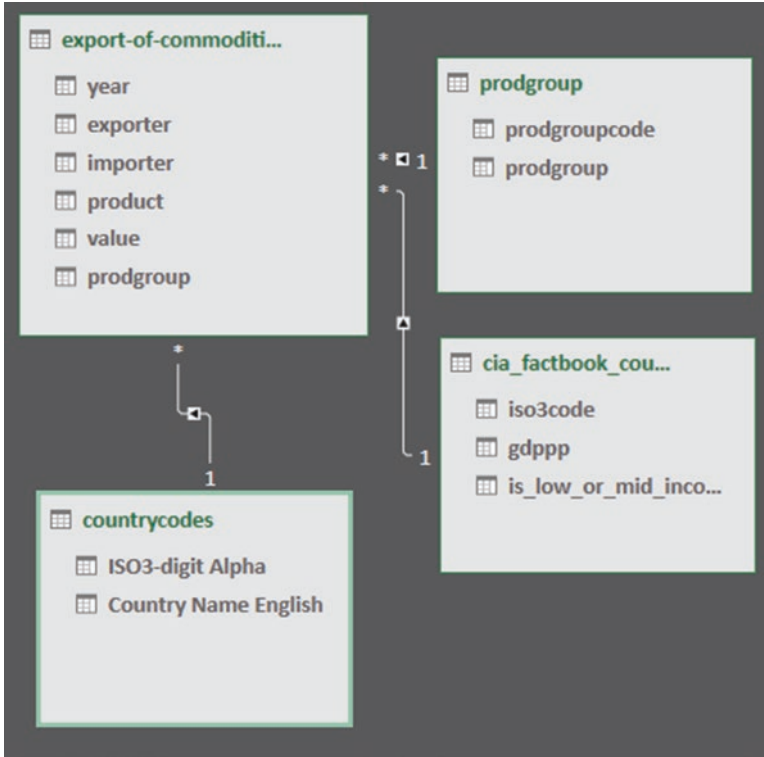 export-of-commoditi...
year
exporter
importer
product
value
prodgroup
prodgroup
prodgroupcode
prodgroup
* 1
*
cia_factbook_cou...
iso3code
gdppp
is_low_or_mid_inco...
1
*
1
countrycodes
ISO3-digit Alpha
Country Name English